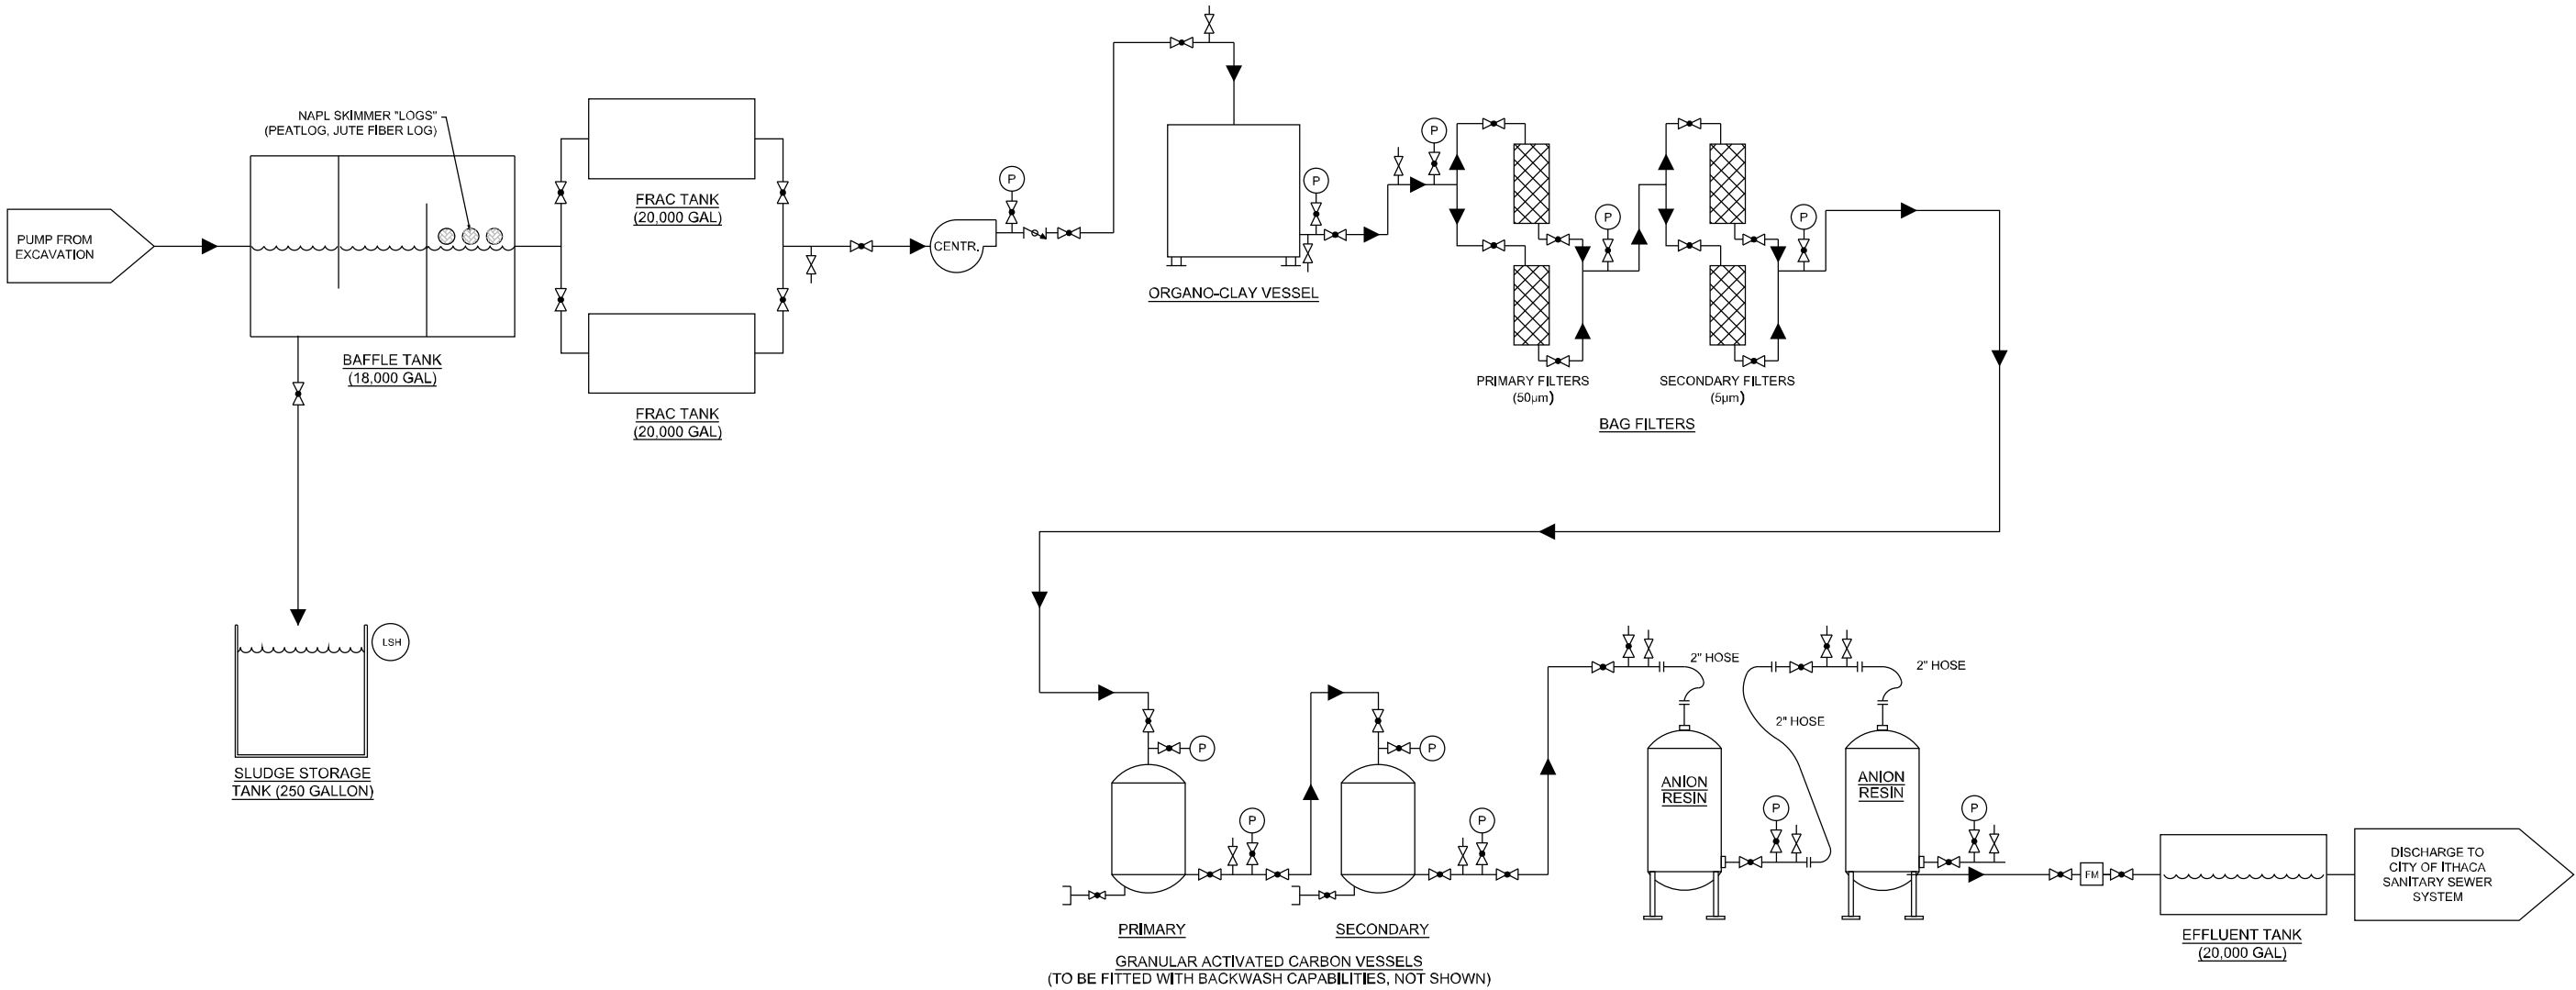 NAPL SKIMMER "LOGS"
(PEATLOG, JUTE FIBER LOG)
PUMP FROM
EXCAVATION
BAFFLE TANK
(18,000 GAL)
FRAC TANK
(20,000 GAL)
FRAC TANK
(20,000 GAL)
CENTR.
P
ORGANO-CLAY VESSEL
P
P
P
P
PRIMARY FILTERS
(50µm)
SECONDARY FILTERS
(5µm)
BAG FILTERS
LSH
SLUDGE STORAGE
TANK (250 GALLON)
P
P
P
P
PRIMARY
SECONDARY
GRANULAR ACTIVATED CARBON VESSELS
(TO BE FITTED WITH BACKWASH CAPABILITIES, NOT SHOWN)
2" HOSE
2" HOSE
2" HOSE
ANION
RESIN
P
ANION
RESIN
P
FM
EFFLUENT TANK
(20,000 GAL)
DISCHARGE TO
CITY OF ITHACA
SANITARY SEWER
SYSTEM